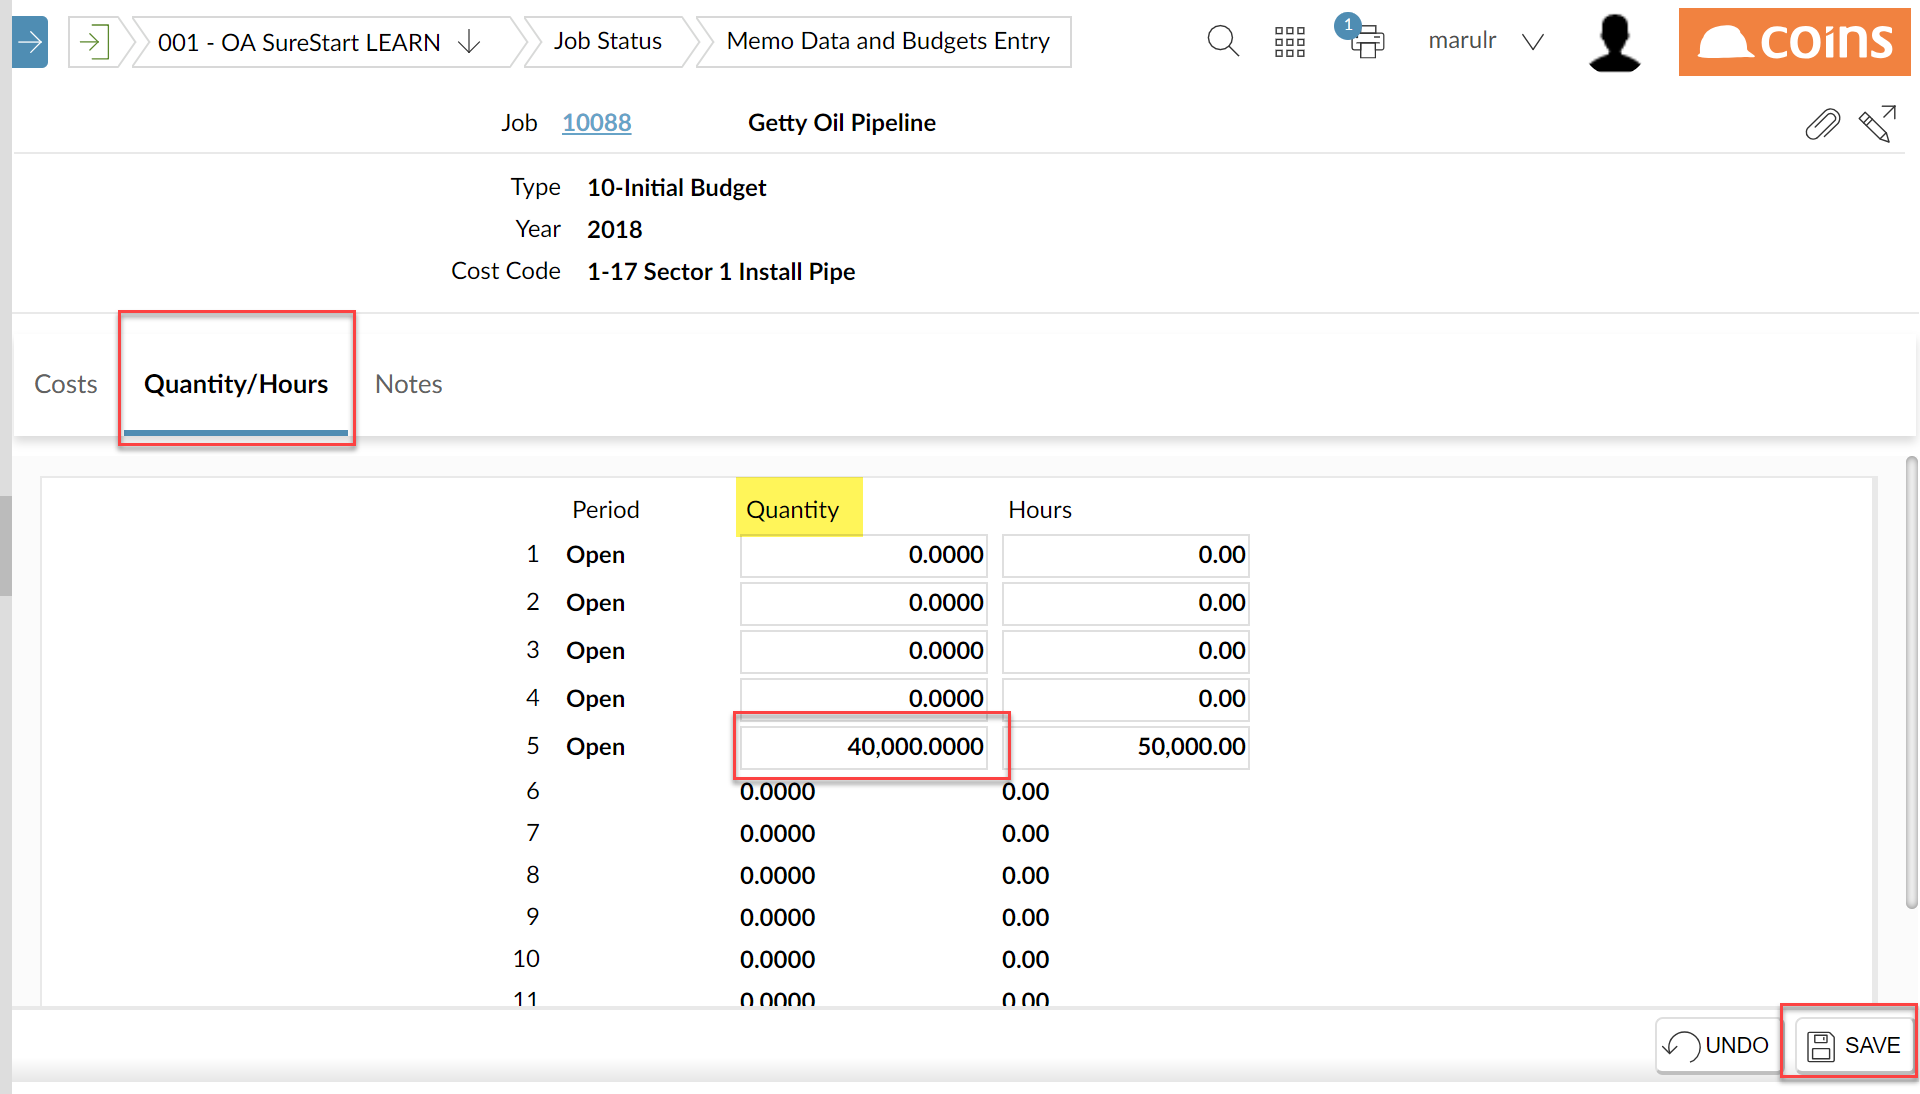 001 - OA SureStart LEARN
Job Status
Memo Data and Budgets Entry
1
marulr
coins
Job 10088 Getty Oil Pipeline
Type 10-Initial Budget
Year 2018
Cost Code 1-17 Sector 1 Install Pipe
Costs Quantity/Hours Notes
Period Quantity Hours
1 Open 0.0000 0.00
2 Open 0.0000 0.00
3 Open 0.0000 0.00
4 Open 0.0000 0.00
5 Open 40,000.0000 50,000.00
6 0.0000 0.00
7 0.0000 0.00
8 0.0000 0.00
9 0.0000 0.00
10 0.0000 0.00
11 0.0000 0.00
UNDO SAVE